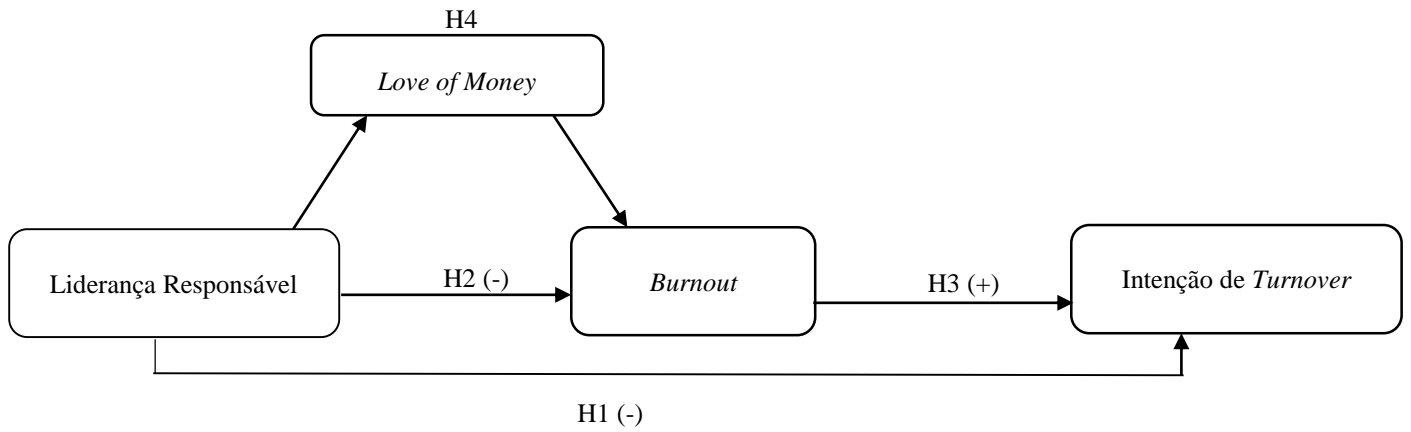 H4
Love of Money
Liderança Responsável
H2 (-)
Burnout
H3 (+)
Intenção de Turnover
H1 (-)